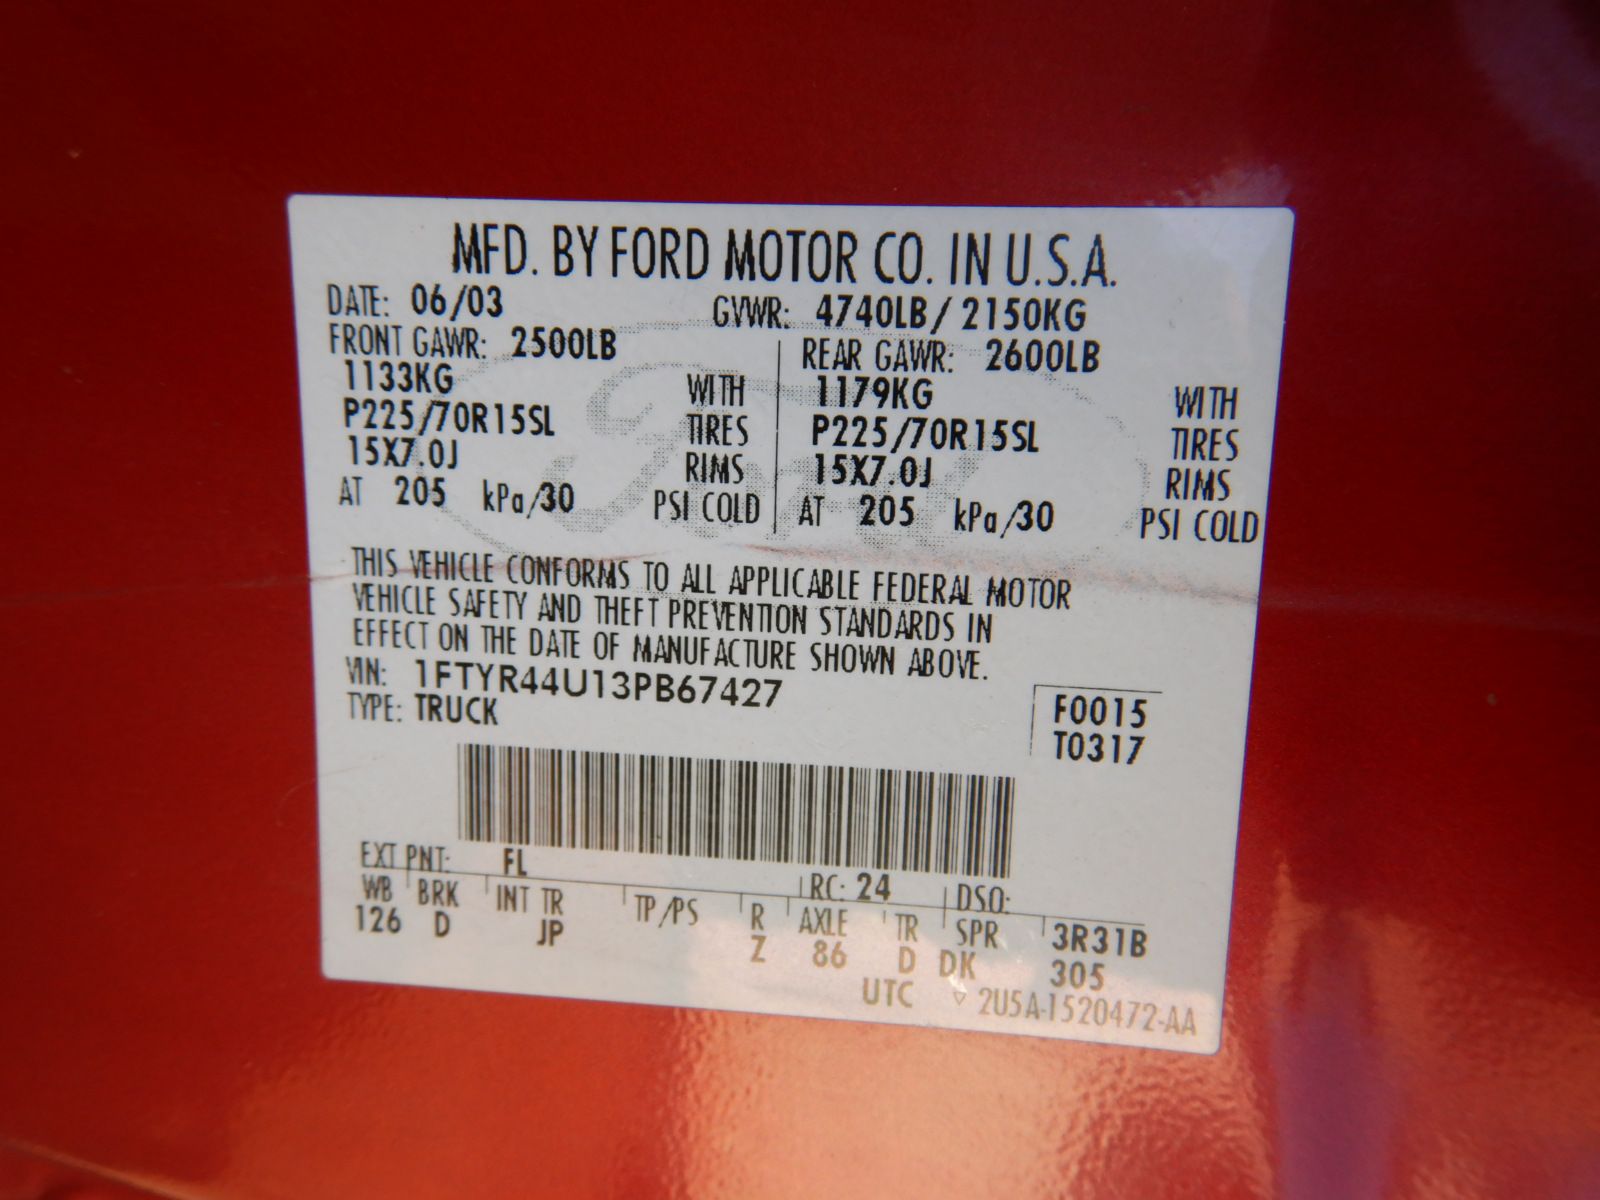 MFD. BY FORD MOTOR CO. IN U.S.A.
DATE: 06/03 GVWR: 4740LB / 2150KG
FRONT GAWR: 2500LB REAR GAWR: 2600LB
1133KG WITH 1179KG WITH
P225/70R15SL TIRES P225/70R15SL TIRES
15X7.0J RIMS 15X7.0J RIMS
AT 205 kPa/30 PSI COLD AT 205 kPa/30 PSI COLD
THIS VEHICLE CONFORMS TO ALL APPLICABLE FEDERAL MOTOR
VEHICLE SAFETY AND THEFT PREVENTION STANDARDS IN
EFFECT ON THE DATE OF MANUFACTURE SHOWN ABOVE.
VIN: 1FTYR44U13PB67427
TYPE: TRUCK
F0015
T0317
EXT PNT: FL RC: 24 DSO:
WB BRK INT TR TP/PS R AXLE TR SPR 3R31B
126 D JP Z 86 D DK 305
UTC ▽ 2U5A-1520472-AA